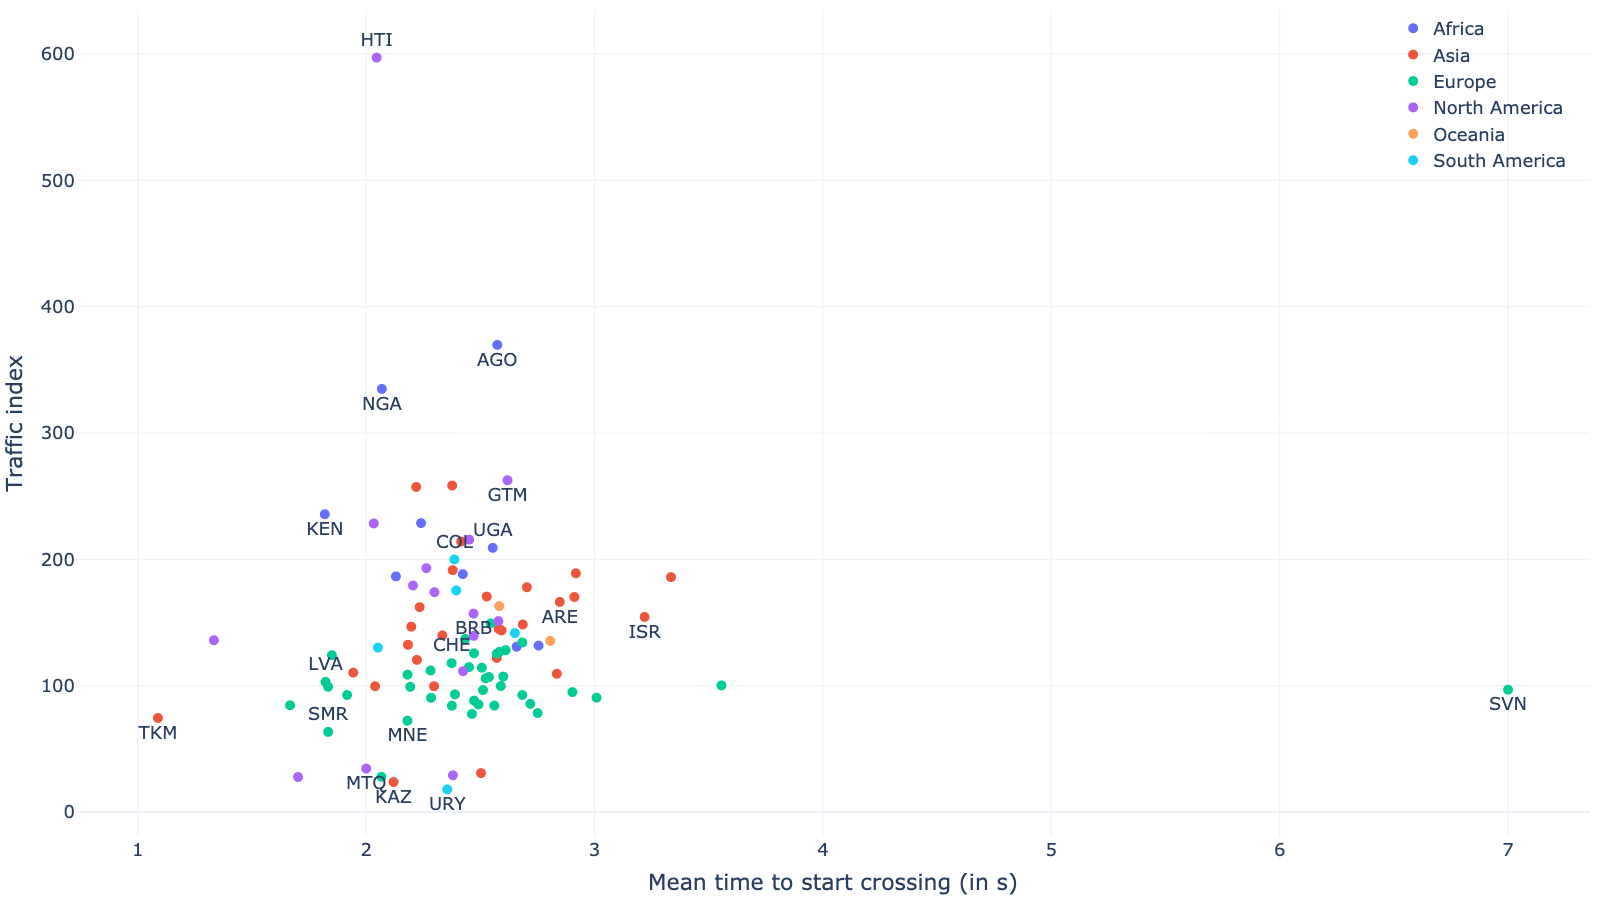 HTI
Africa
Asia
Europe
North America
Oceania
South America
600
500
400
300
200
100
0
Traffic index
AGO
NGA
GTM
KEN
UGA
COL
ARE
BRB
ISR
CHE
LVA
SMR
MNE
TKM
SVN
MTQ
KAZ
URY
1
2
3
4
5
6
7
Mean time to start crossing (in s)